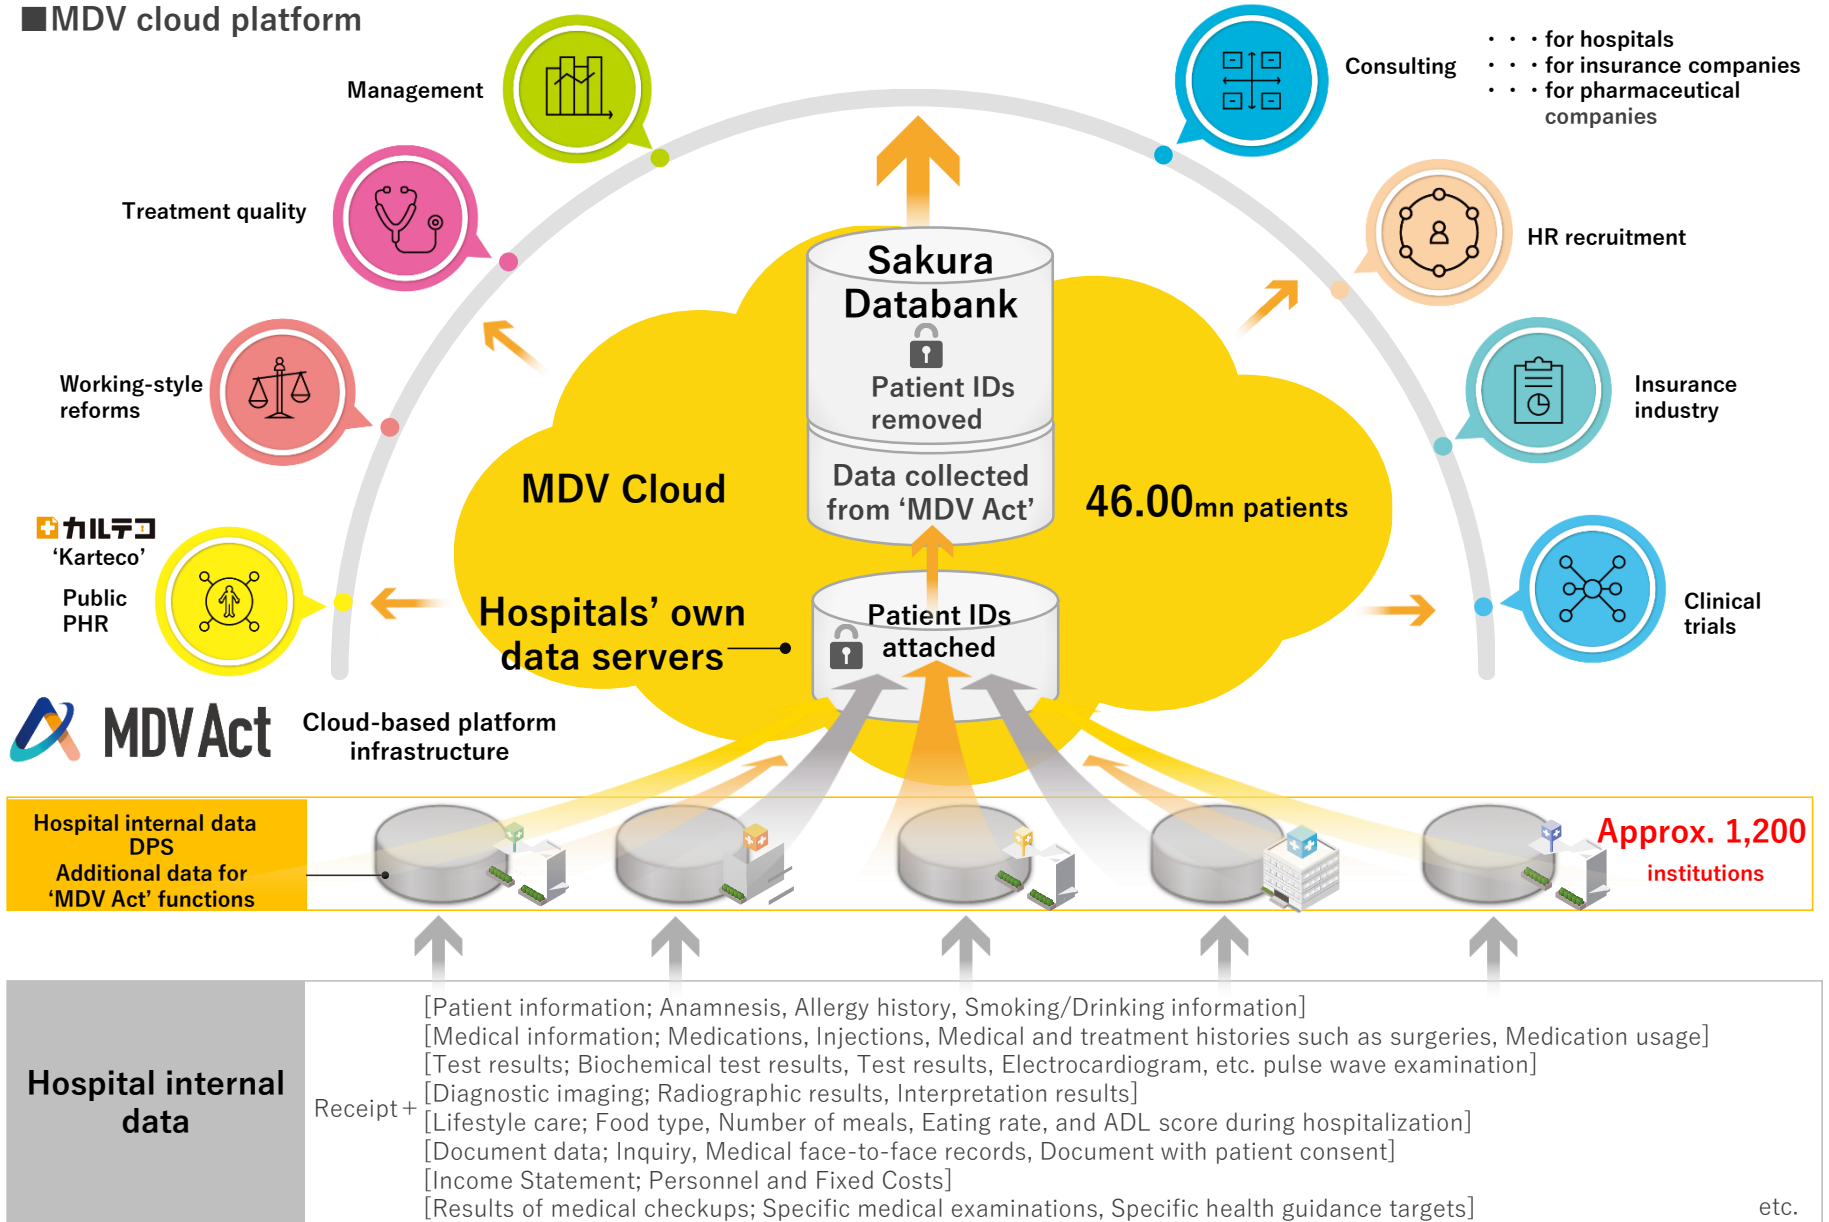 ■MDV cloud platform
Management
Consulting
・・・for hospitals
・・・for insurance companies
・・・for pharmaceutical
companies
Treatment quality
HR recruitment
Sakura
Databank
Patient IDs
removed
Working-style
reforms
Insurance
industry
Data collected
from ‘MDV Act’
MDV Cloud
46.00mn patients
カルテコ
‘Karteco’
Public
PHR
Hospitals’ own
data servers
Patient IDs
attached
Clinical
trials
MDV Act
Cloud-based platform
infrastructure
Hospital internal data
DPS
Additional data for
‘MDV Act’ functions
Approx. 1,200
institutions
Hospital internal
data
Receipt＋
[Patient information; Anamnesis, Allergy history, Smoking/Drinking information]
[Medical information; Medications, Injections, Medical and treatment histories such as surgeries, Medication usage]
[Test results; Biochemical test results, Test results, Electrocardiogram, etc. pulse wave examination]
[Diagnostic imaging; Radiographic results, Interpretation results]
[Lifestyle care; Food type, Number of meals, Eating rate, and ADL score during hospitalization]
[Document data; Inquiry, Medical face-to-face records, Document with patient consent]
[Income Statement; Personnel and Fixed Costs]
[Results of medical checkups; Specific medical examinations, Specific health guidance targets]
etc.